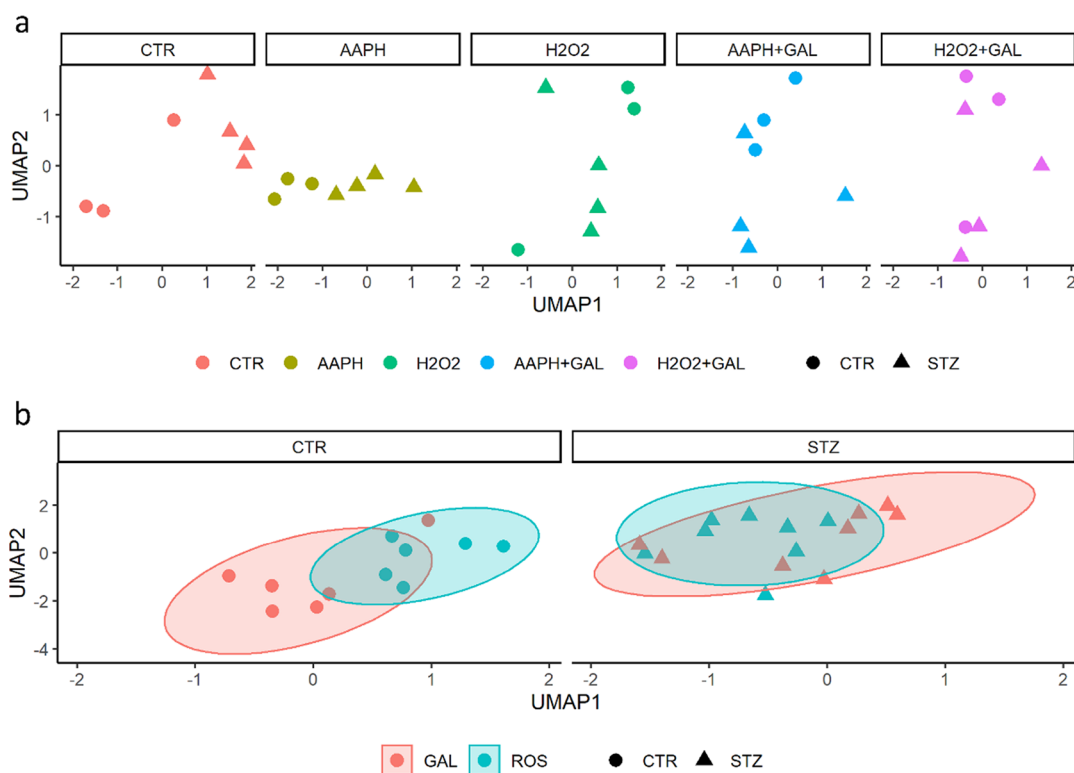 a
CTR AAPH H2O2 AAPH+GAL H2O2+GAL
UMAP2
1
0
-1
-2 -1 0 1 2 -2 -1 0 1 2 -2 -1 0 1 2 -2 -1 0 1 2 -2 -1 0 1 2
UMAP1
CTR AAPH H2O2 AAPH+GAL H2O2+GAL CTR STZ
b
CTR STZ
UMAP2
2
0
-2
-4
-2 -1 0 1 2 -2 -1 0 1 2
UMAP1
GAL ROS CTR STZ